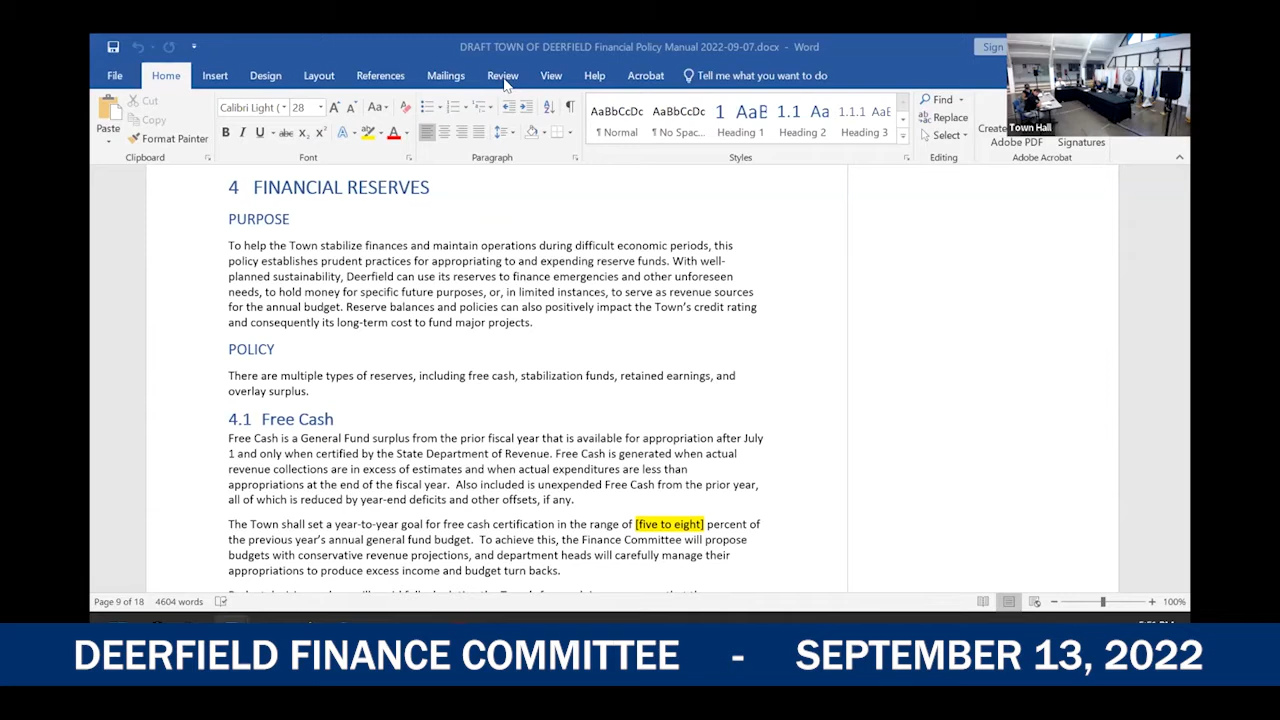 DRAFT TOWN OF DEERFIELD Financial Policy Manual 2022-09-07.docx - Word
Sign
File Home Insert Design Layout References Mailings Review View Help Acrobat Tell me what you want to do
Town Hall
Paste
Cut
Copy
Format Painter
Clipboard
Calibri Light ( 28
Font
Paragraph
AaBbCcDc AaBbCcDc 1 AaB 1.1 Aa 1.1.1 Aa
¶ Normal ¶ No Spac... Heading 1 Heading 2 Heading 3
Styles
Find
Replace
Select
Editing
Create
Adobe PDF
Signatures
Adobe Acrobat
4 FINANCIAL RESERVES
PURPOSE
To help the Town stabilize finances and maintain operations during difficult economic periods, this
policy establishes prudent practices for appropriating to and expending reserve funds. With well-
planned sustainability, Deerfield can use its reserves to finance emergencies and other unforeseen
needs, to hold money for specific future purposes, or, in limited instances, to serve as revenue sources
for the annual budget. Reserve balances and policies can also positively impact the Town's credit rating
and consequently its long-term cost to fund major projects.
POLICY
There are multiple types of reserves, including free cash, stabilization funds, retained earnings, and
overlay surplus.
4.1 Free Cash
Free Cash is a General Fund surplus from the prior fiscal year that is available for appropriation after July
1 and only when certified by the State Department of Revenue. Free Cash is generated when actual
revenue collections are in excess of estimates and when actual expenditures are less than
appropriations at the end of the fiscal year. Also included is unexpended Free Cash from the prior year,
all of which is reduced by year-end deficits and other offsets, if any.
The Town shall set a year-to-year goal for free cash certification in the range of [five to eight] percent of
the previous year's annual general fund budget. To achieve this, the Finance Committee will propose
budgets with conservative revenue projections, and department heads will carefully manage their
appropriations to produce excess income and budget turn backs.
Page 9 of 18 4604 words
100%
DEERFIELD FINANCE COMMITTEE - SEPTEMBER 13, 2022